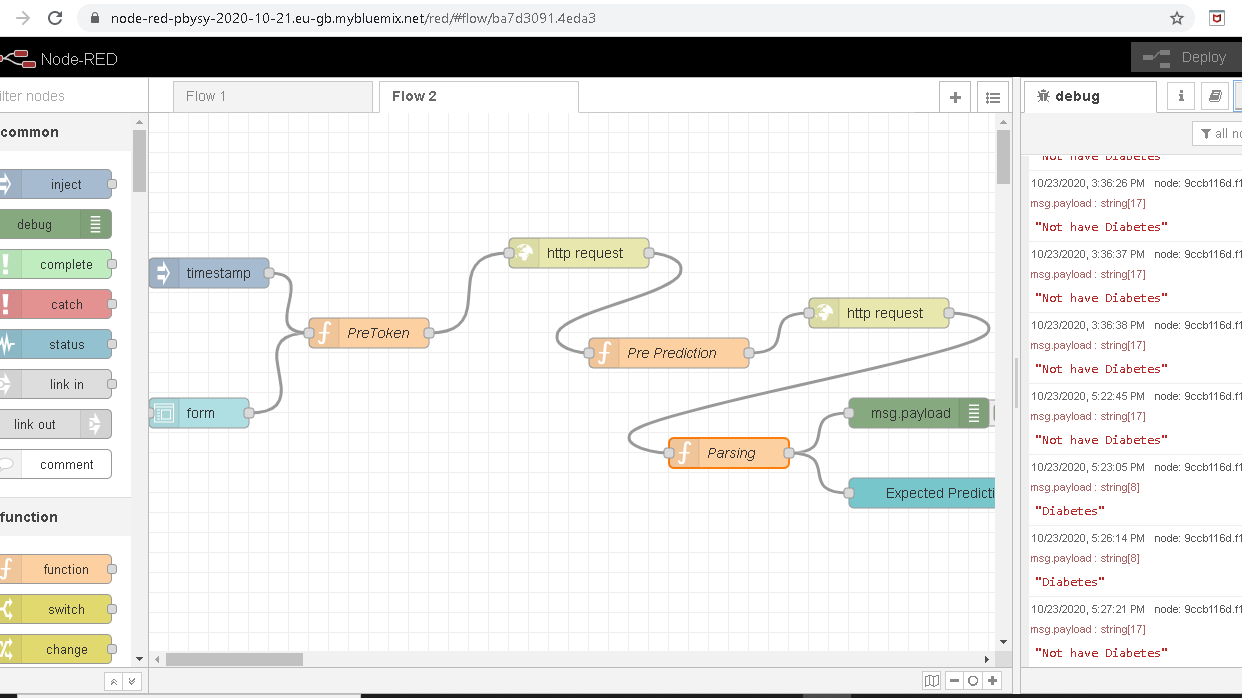 node-red-pbysy-2020-10-21.eu-gb.mybluemix.net/red/#flow/ba7d3091.4eda3
Node-RED
Deploy
ilter nodes
Flow 1
Flow 2
debug
i
all no
common
inject
debug
complete
catch
status
link in
link out
comment
function
function
switch
change
timestamp
form
PreToken
http request
Pre Prediction
http request
Parsing
msg.payload
Expected Predicti
"Not have Diabetes"
10/23/2020, 3:36:26 PM node: 9ccb116d.f1
msg.payload : string[17]
"Not have Diabetes"
10/23/2020, 3:36:37 PM node: 9ccb116d.f1
msg.payload : string[17]
"Not have Diabetes"
10/23/2020, 3:36:38 PM node: 9ccb116d.f1
msg.payload : string[17]
"Not have Diabetes"
10/23/2020, 5:22:45 PM node: 9ccb116d.f1
msg.payload : string[17]
"Not have Diabetes"
10/23/2020, 5:23:05 PM node: 9ccb116d.f1
msg.payload : string[8]
"Diabetes"
10/23/2020, 5:26:14 PM node: 9ccb116d.f1
msg.payload : string[8]
"Diabetes"
10/23/2020, 5:27:21 PM node: 9ccb116d.f1
msg.payload : string[17]
"Not have Diabetes"